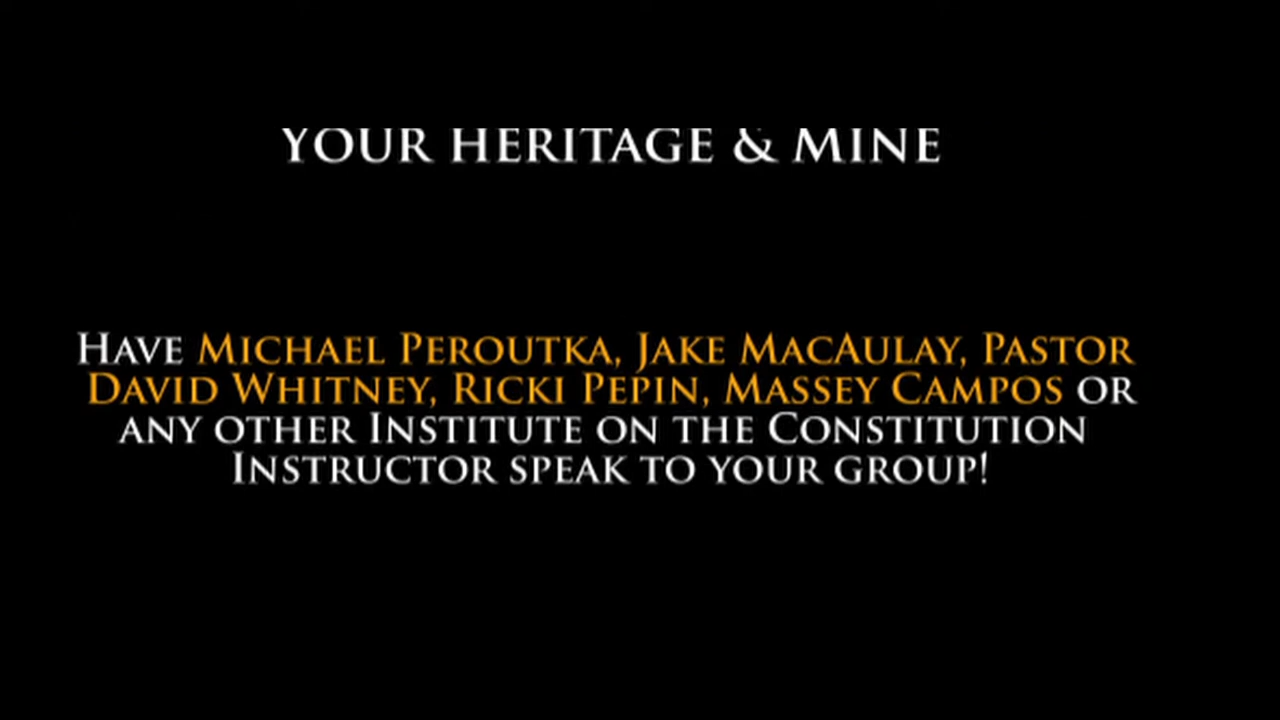 YOUR HERITAGE & MINE
HAVE MICHAEL PEROUTKA, JAKE MACAULAY, PASTOR
DAVID WHITNEY, RICKI PEPIN, MASSEY CAMPOS OR
ANY OTHER INSTITUTE ON THE CONSTITUTION
INSTRUCTOR SPEAK TO YOUR GROUP!